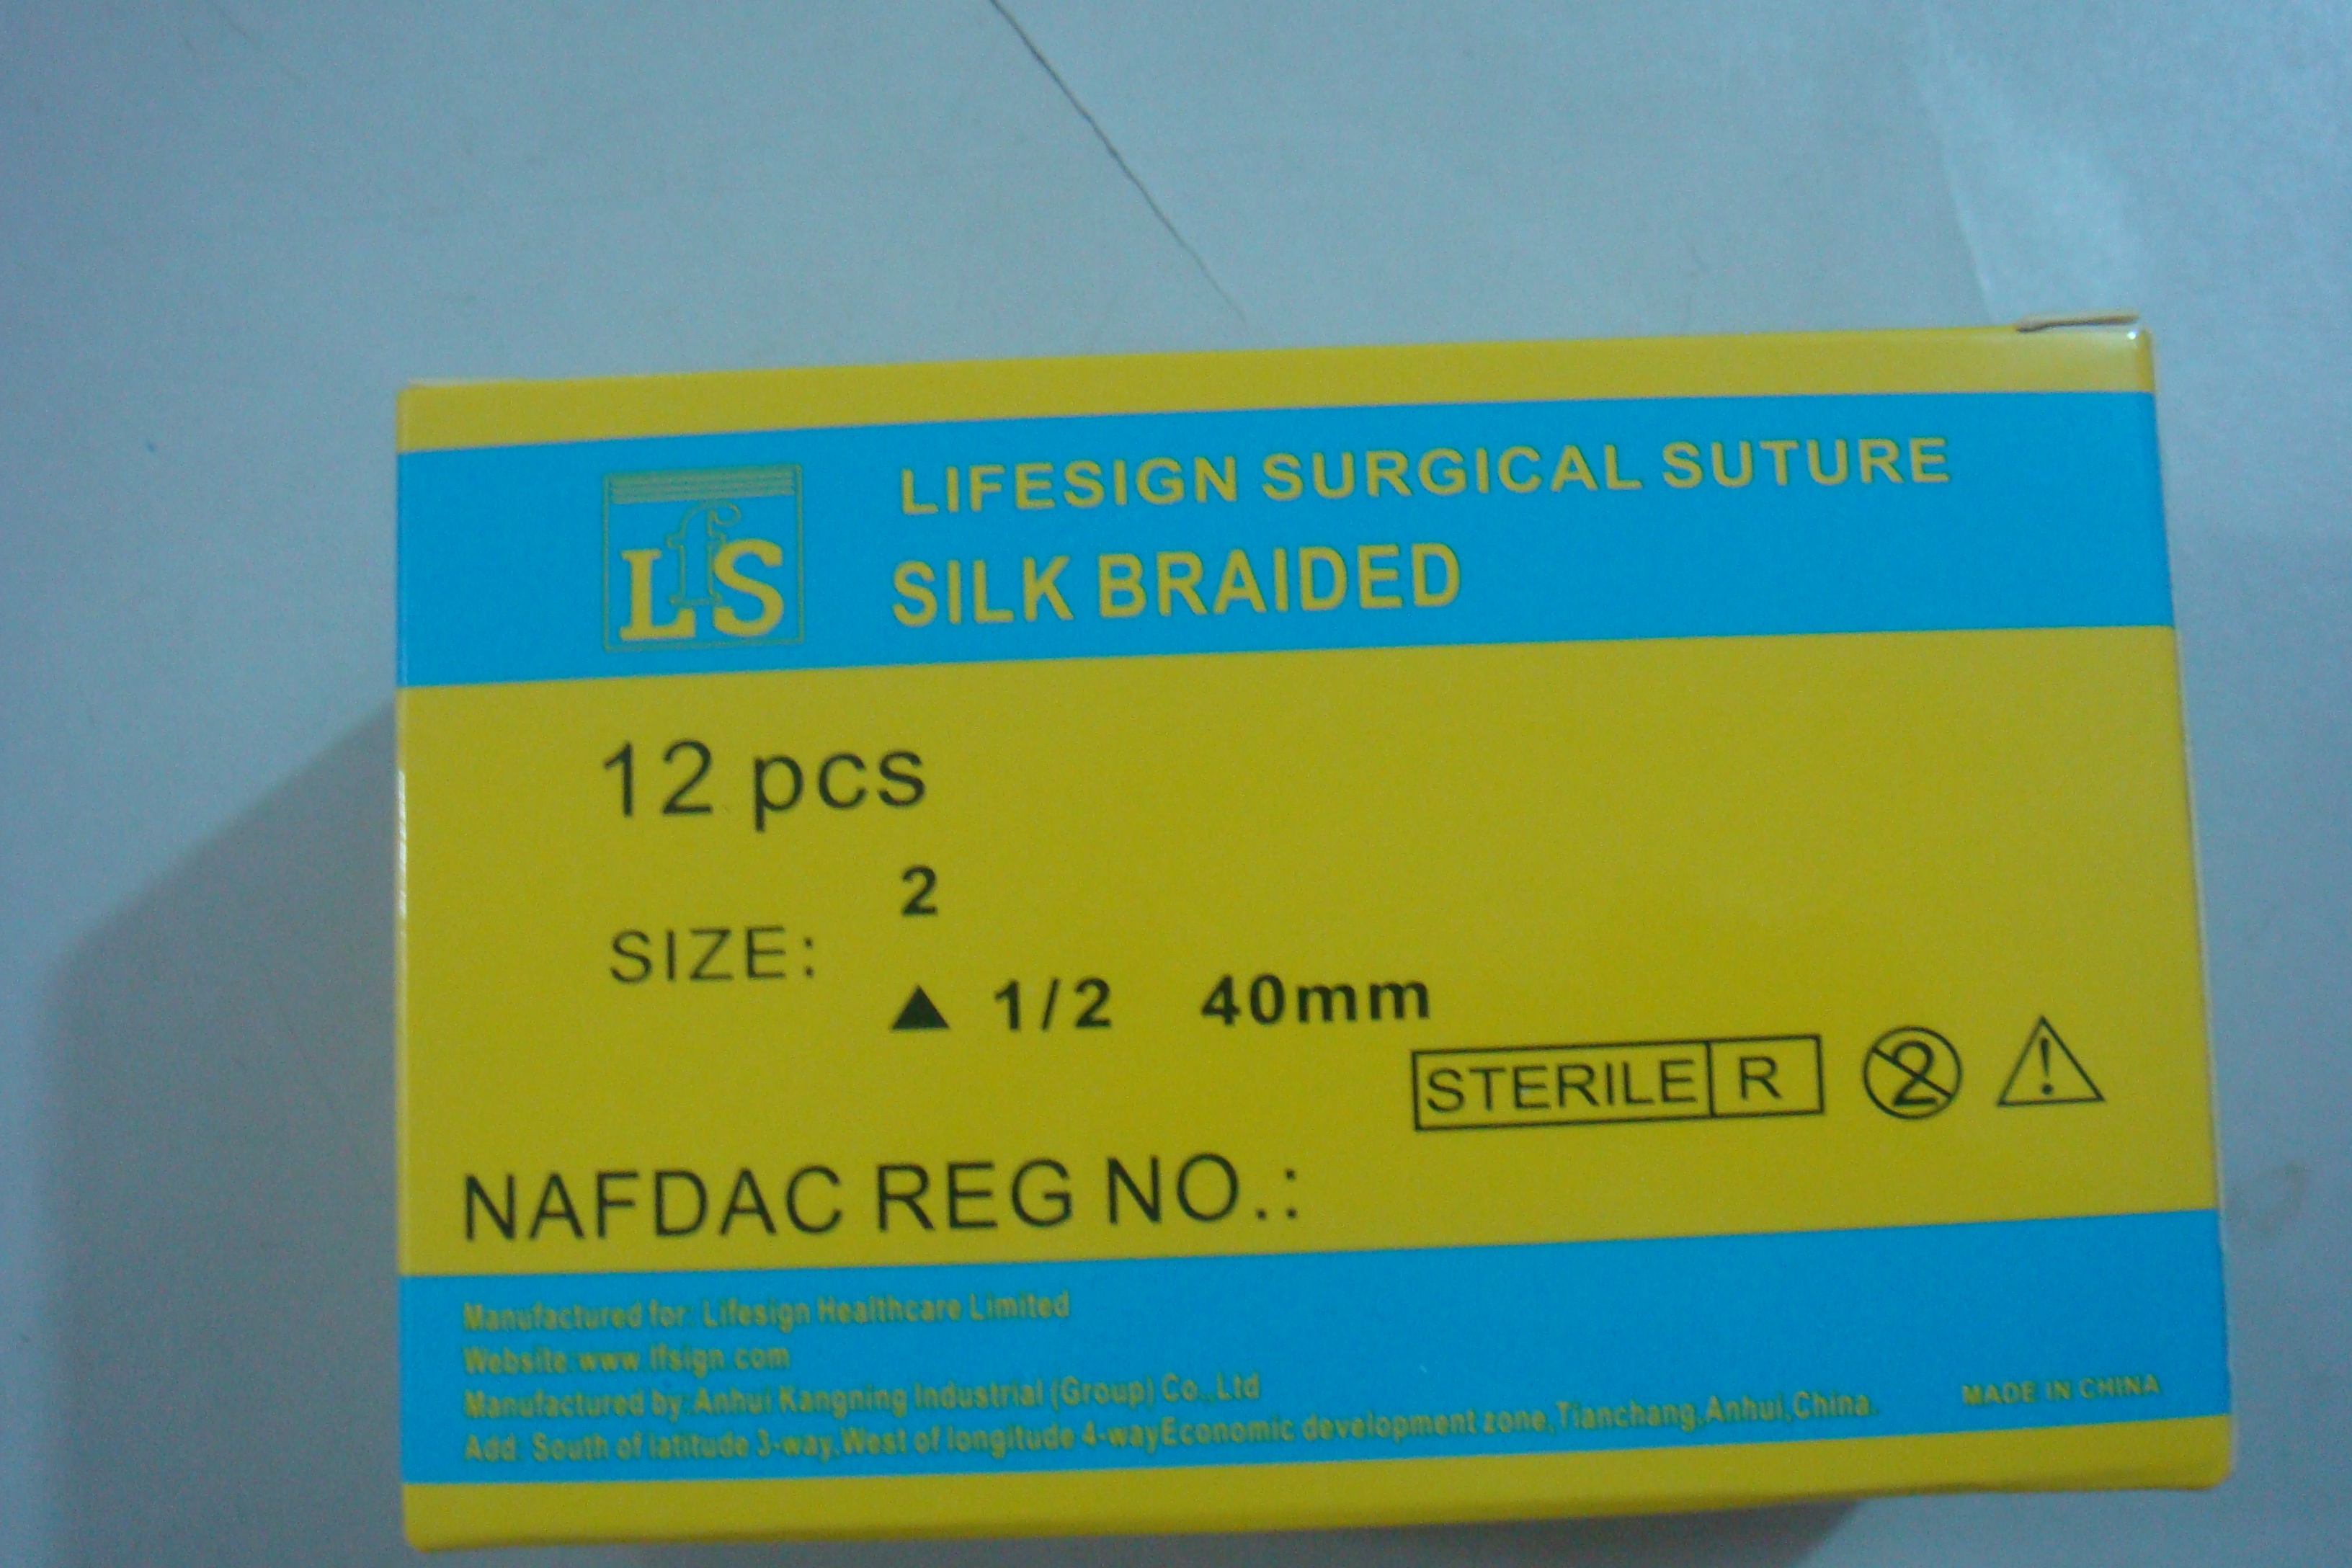 LfS
LIFESIGN SURGICAL SUTURE
SILK BRAIDED
12 pcs
2
SIZE:
▲ 1/2 40mm
STERILE R
2
!
NAFDAC REG NO.:
Manufactured for: Lifesign Healthcare Limited
Website:www.lfsign.com
Manufactured by:Anhui Kangning Industrial (Group) Co.,Ltd
Add: South of latitude 3-way,West of longitude 4-wayEconomic development zone,Tianchang,Anhui,China.
MADE IN CHINA